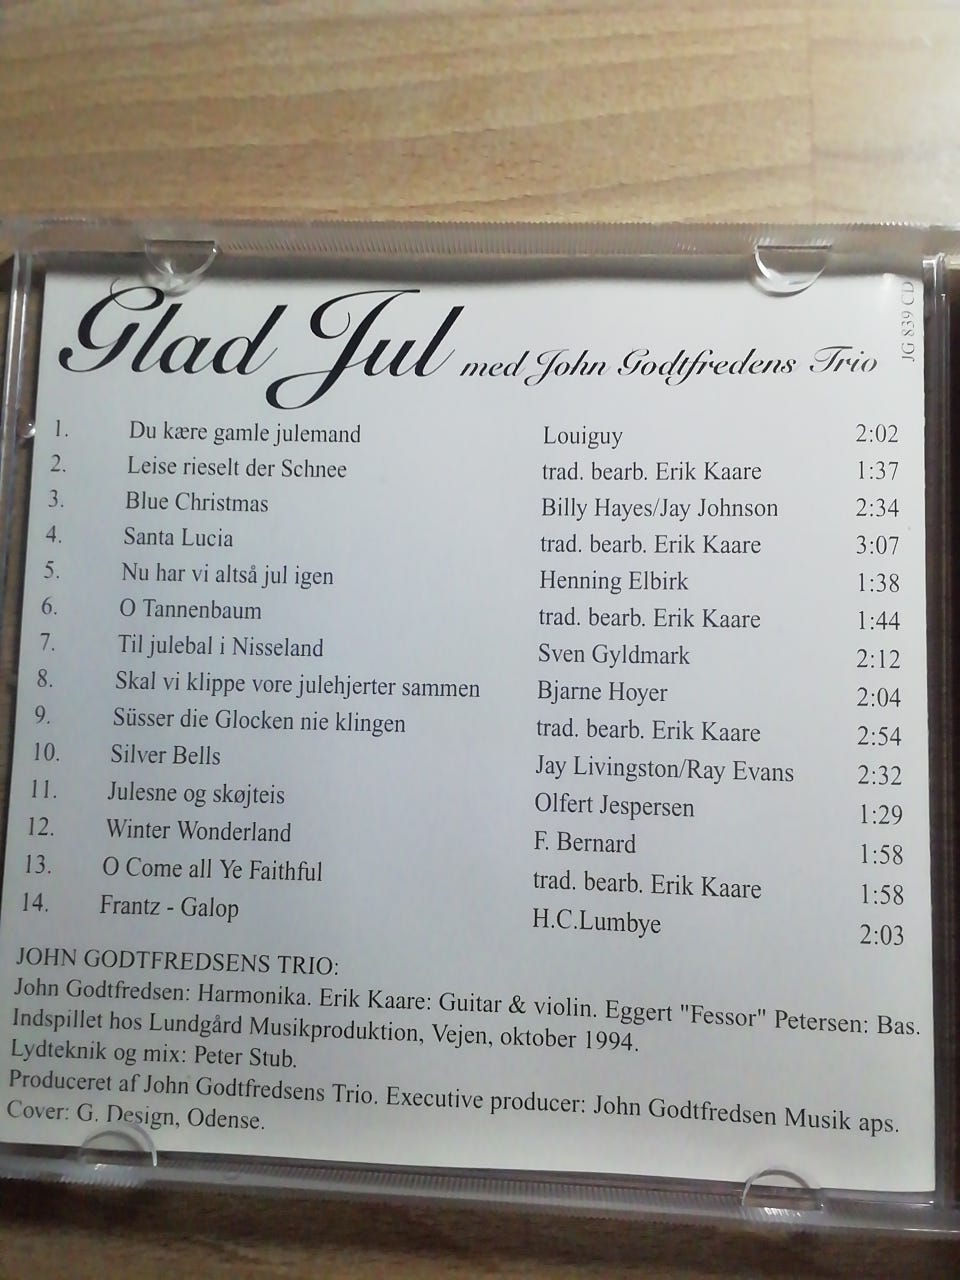 Glad Jul med John Godtfredens Trio
JG 839 CD
1. Du kære gamle julemand Louiguy 2:02
2. Leise rieselt der Schnee trad. bearb. Erik Kaare 1:37
3. Blue Christmas Billy Hayes/Jay Johnson 2:34
4. Santa Lucia trad. bearb. Erik Kaare 3:07
5. Nu har vi altså jul igen Henning Elbirk 1:38
6. O Tannenbaum trad. bearb. Erik Kaare 1:44
7. Til julebal i Nisseland Sven Gyldmark 2:12
8. Skal vi klippe vore julehjerter sammen Bjarne Hoyer 2:04
9. Süsser die Glocken nie klingen trad. bearb. Erik Kaare 2:54
10. Silver Bells Jay Livingston/Ray Evans 2:32
11. Julesne og skøjteis Olfert Jespersen 1:29
12. Winter Wonderland F. Bernard 1:58
13. O Come all Ye Faithful trad. bearb. Erik Kaare 1:58
14. Frantz - Galop H.C.Lumbye 2:03
JOHN GODTFREDSENS TRIO:
John Godtfredsen: Harmonika. Erik Kaare: Guitar & violin. Eggert "Fessor" Petersen: Bas.
Indspillet hos Lundgård Musikproduktion, Vejen, oktober 1994.
Lydteknik og mix: Peter Stub.
Produceret af John Godtfredsens Trio. Executive producer: John Godtfredsen Musik aps.
Cover: G. Design, Odense.